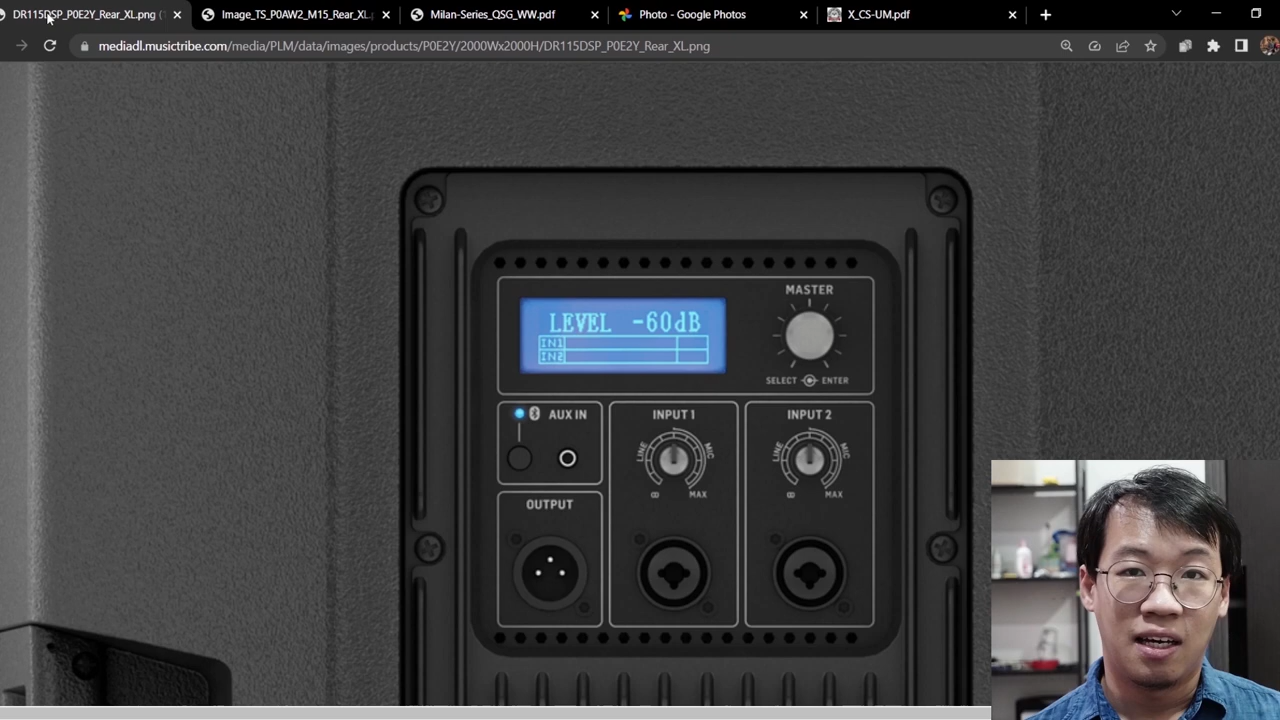 DR115DSP_P0E2Y_Rear_XL.png (
Image_TS_P0AW2_M15_Rear_XL.
Milan-Series_QSG_WW.pdf
Photo - Google Photos
X_CS-UM.pdf
mediadl.musictribe.com/media/PLM/data/images/products/P0E2Y/2000Wx2000H/DR115DSP_P0E2Y_Rear_XL.png
MASTER
LEVEL -60dB
IN1
IN2
SELECT ENTER
AUX IN
INPUT 1
INPUT 2
LINE MIC
LINE MIC
∞ MAX
∞ MAX
OUTPUT